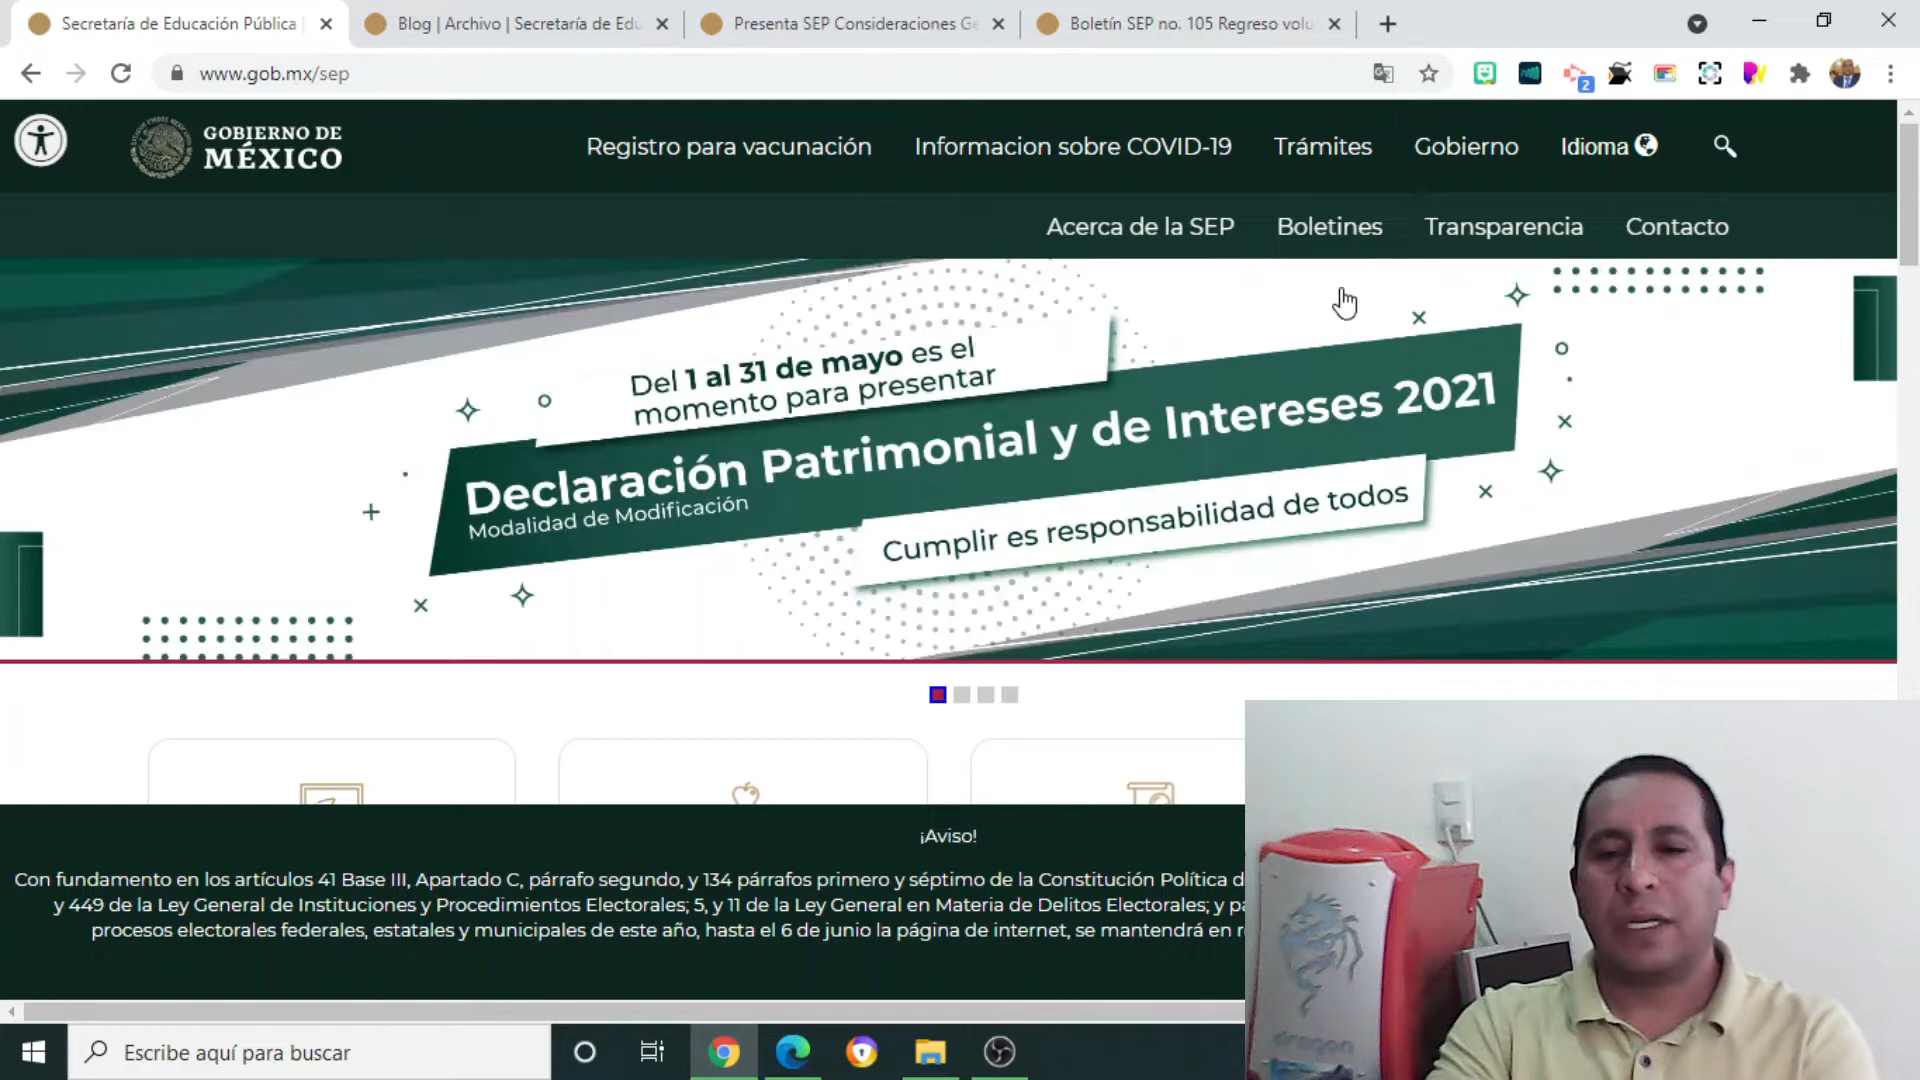 Secretaría de Educación Pública
Blog | Archivo | Secretaría de Edu
Presenta SEP Consideraciones Ge
Boletín SEP no. 105 Regreso volu
www.gob.mx/sep
2
GOBIERNO DE
MÉXICO
Registro para vacunación
Informacion sobre COVID-19
Trámites
Gobierno
Idioma
Acerca de la SEP
Boletines
Transparencia
Contacto
Del 1 al 31 de mayo es el
momento para presentar
Declaración Patrimonial y de Intereses 2021
Modalidad de Modificación
Cumplir es responsabilidad de todos
¡Aviso!
Con fundamento en los artículos 41 Base III, Apartado C, párrafo segundo, y 134 párrafos primero y séptimo de la Constitución Política d
y 449 de la Ley General de Instituciones y Procedimientos Electorales; 5, y 11 de la Ley General en Materia de Delitos Electorales; y pa
procesos electorales federales, estatales y municipales de este año, hasta el 6 de junio la página de internet, se mantendrá en r
dragon
Escribe aquí para buscar